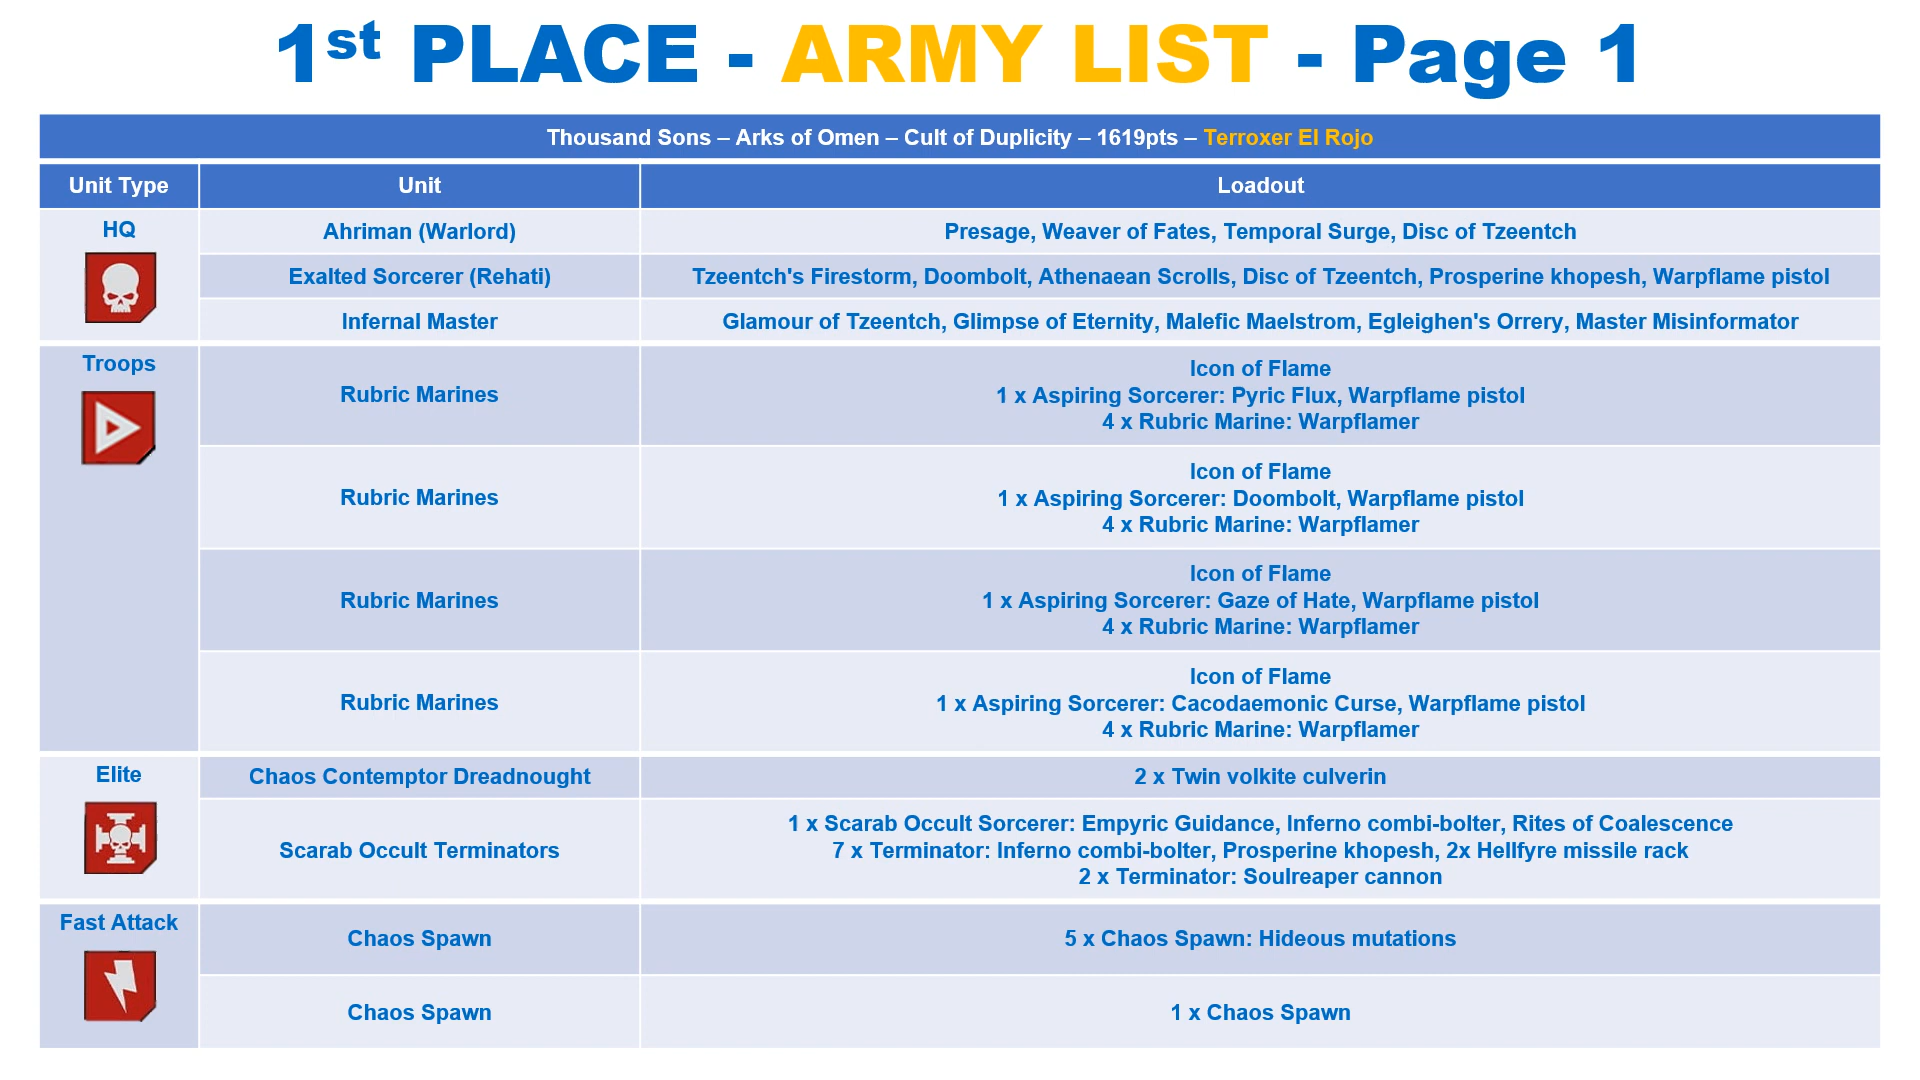 1st PLACE - ARMY LIST - Page 1
Thousand Sons – Arks of Omen – Cult of Duplicity – 1619pts – Terroxer El Rojo
Unit Type Unit Loadout
HQ
Ahriman (Warlord) Presage, Weaver of Fates, Temporal Surge, Disc of Tzeentch
Exalted Sorcerer (Rehati) Tzeentch's Firestorm, Doombolt, Athenaean Scrolls, Disc of Tzeentch, Prosperine khopesh, Warpflame pistol
Infernal Master Glamour of Tzeentch, Glimpse of Eternity, Malefic Maelstrom, Egleighen's Orrery, Master Misinformator
Troops
Rubric Marines
Icon of Flame
1 x Aspiring Sorcerer: Pyric Flux, Warpflame pistol
4 x Rubric Marine: Warpflamer
Rubric Marines
Icon of Flame
1 x Aspiring Sorcerer: Doombolt, Warpflame pistol
4 x Rubric Marine: Warpflamer
Rubric Marines
Icon of Flame
1 x Aspiring Sorcerer: Gaze of Hate, Warpflame pistol
4 x Rubric Marine: Warpflamer
Rubric Marines
Icon of Flame
1 x Aspiring Sorcerer: Cacodaemonic Curse, Warpflame pistol
4 x Rubric Marine: Warpflamer
Elite
Chaos Contemptor Dreadnought 2 x Twin volkite culverin
Scarab Occult Terminators
1 x Scarab Occult Sorcerer: Empyric Guidance, Inferno combi-bolter, Rites of Coalescence
7 x Terminator: Inferno combi-bolter, Prosperine khopesh, 2x Hellfyre missile rack
2 x Terminator: Soulreaper cannon
Fast Attack
Chaos Spawn 5 x Chaos Spawn: Hideous mutations
Chaos Spawn 1 x Chaos Spawn